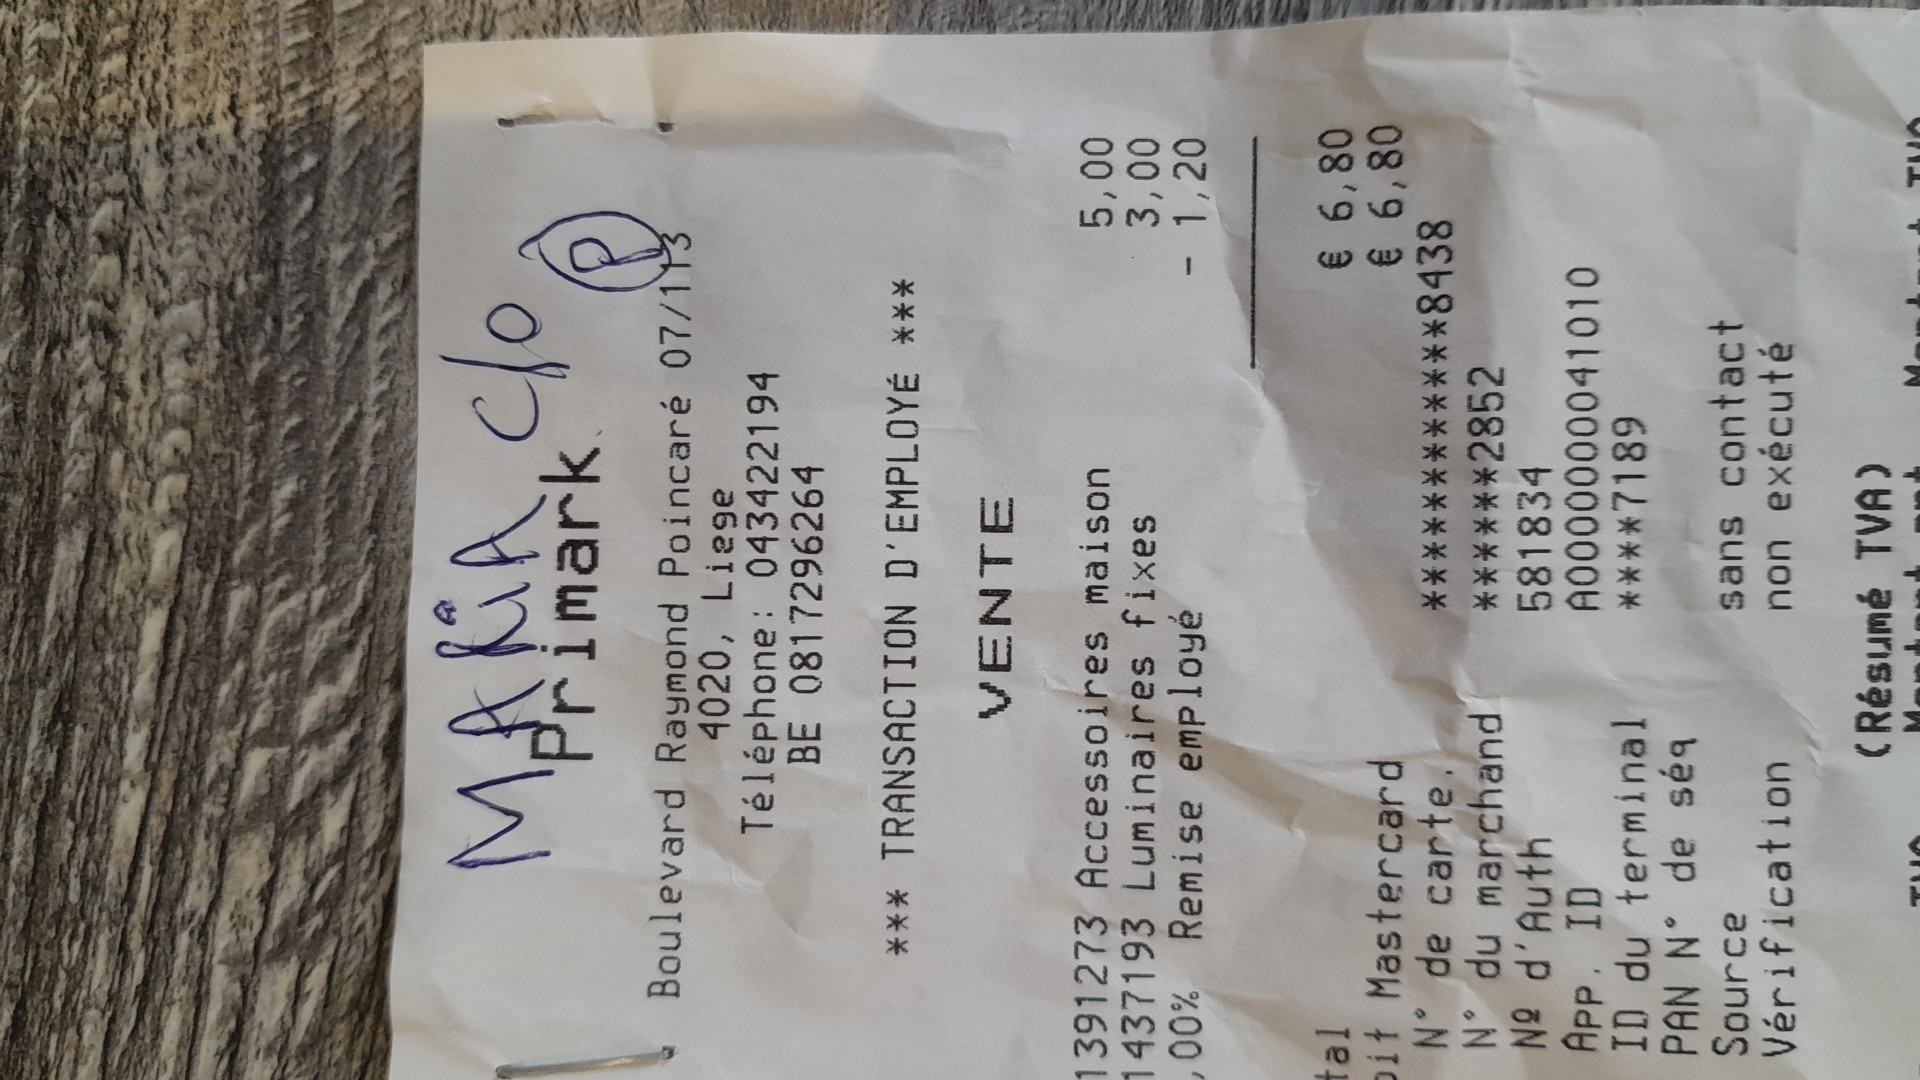 MARIA C/O
P
Primark
Boulevard Raymond Poincaré 07/113
4020, Liege
Téléphone: 043422194
BE 0817296264
*** TRANSACTION D'EMPLOYÉ ***
VENTE
1391273 Accessoires maison 5,00
1437193 Luminaires fixes 3,00
,00% Remise employé - 1,20
tal € 6,80
bit Mastercard € 6,80
N° de carte. ************8438
N° du marchand ******2852
Nº d'Auth 581834
App. ID A0000000041010
ID du terminal ****7189
PAN N° de séq
Source sans contact
Vérification non exécuté
(Résumé TVA)